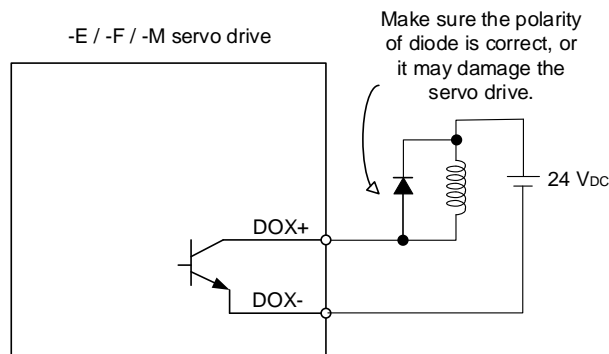 -E / -F / -M servo drive
Make sure the polarity
of diode is correct, or
it may damage the
servo drive.
24 VDC
DOX+
DOX-